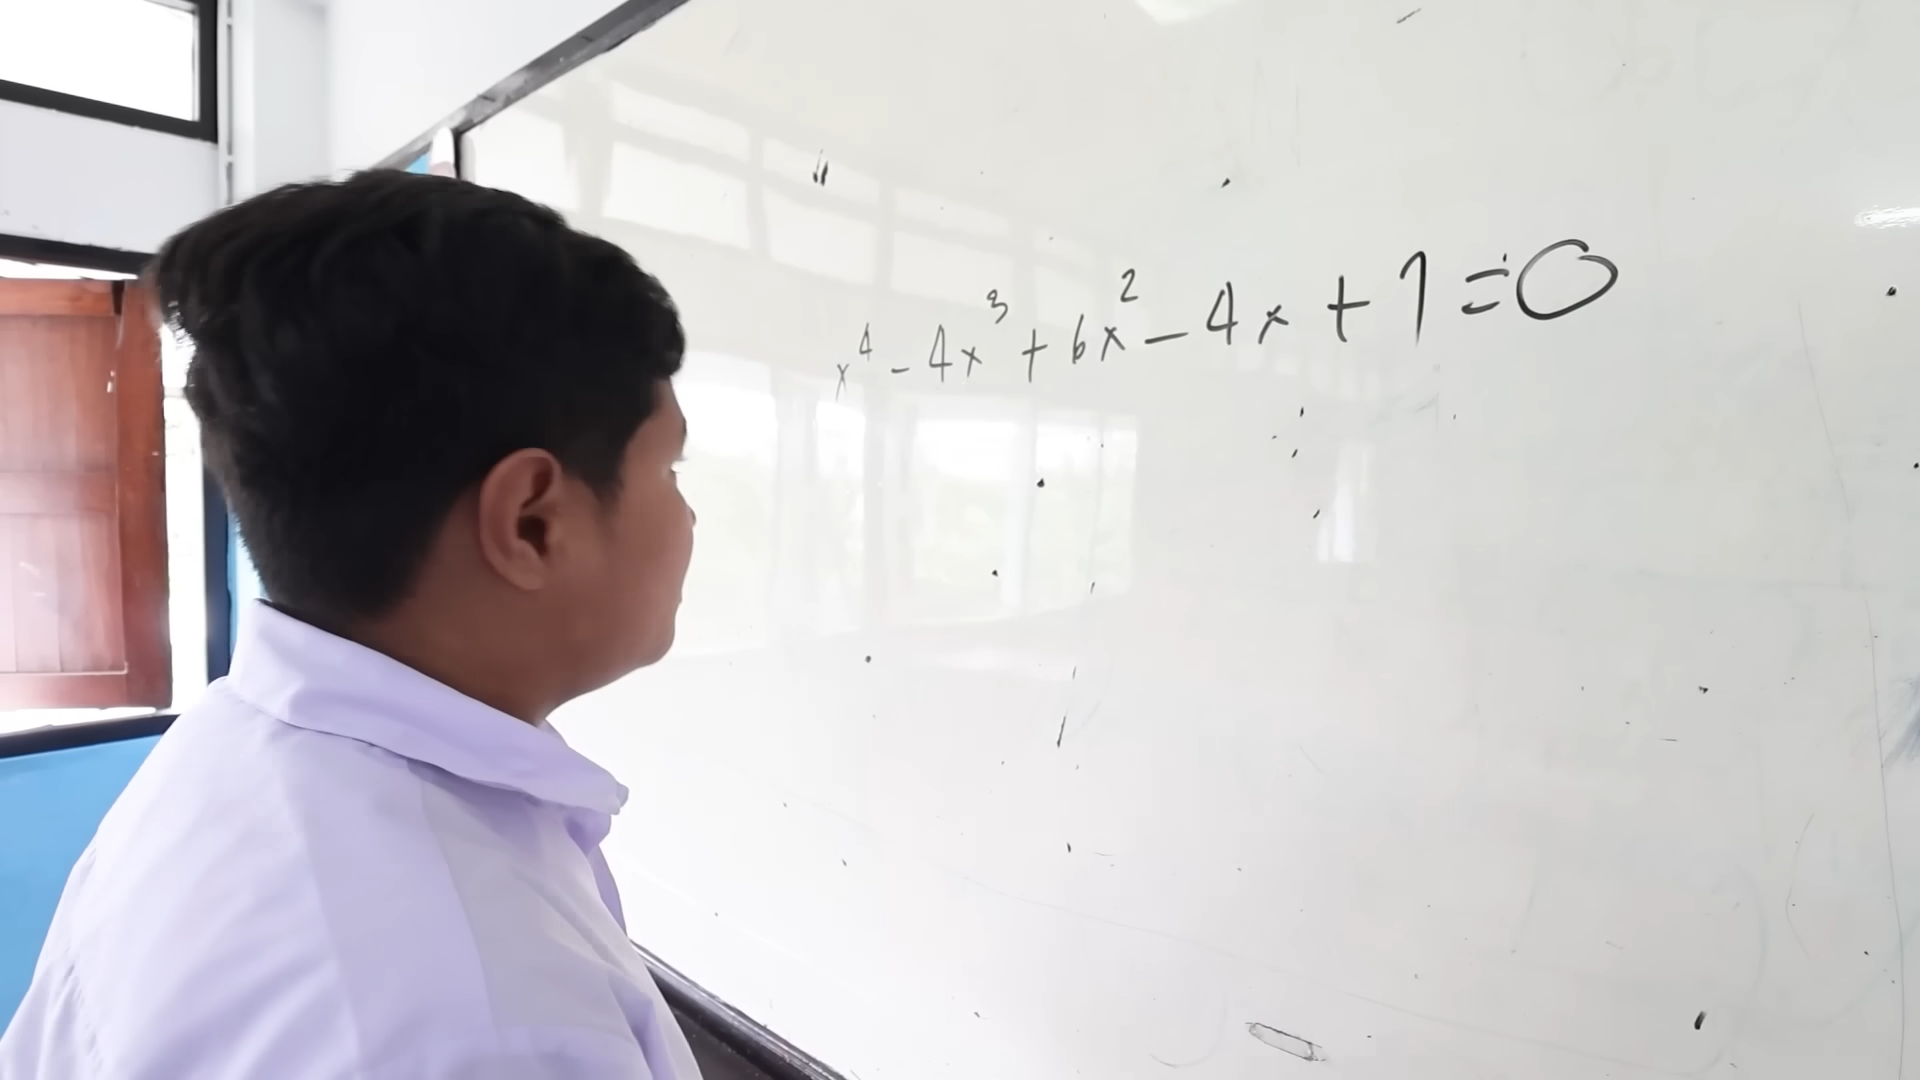 x⁴ - 4x³ + 6x² - 4x + 1 = 0